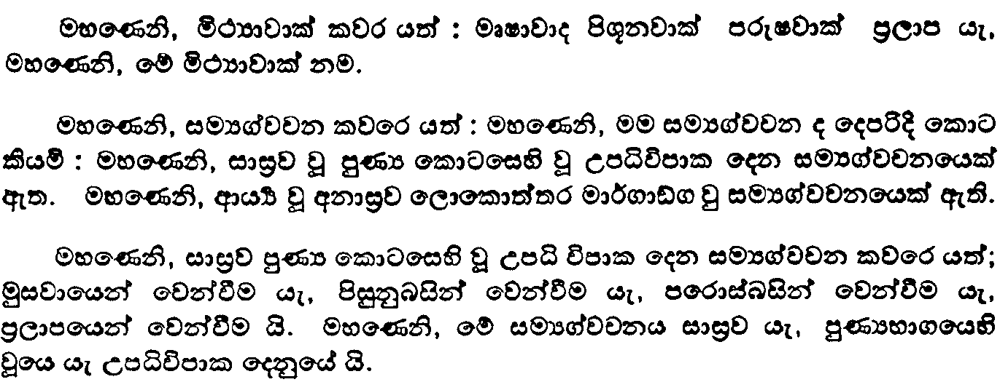 මහණෙනි, මිථ්‍යාවාක් කවර යත් : මෘෂාවාද පිශුනවාක් පරුෂවාක් ප්‍රලාප යැ,
මහණෙනි, මේ මිථ්‍යාවාක් නම.
මහණෙනි, සම්‍යග්වචන කවරෙ යත් : මහණෙනි, මම සම්‍යග්වචන ද දෙපරිදි කොට
කියමි : මහණෙනි, සාස්‍රව වූ පුණ්‍ය කොටසෙහි වූ උපධිවිපාක දෙන සම්‍යග්වචනයෙක්
ඇත. මහණෙනි, ආර්‍ය්‍ය වූ අනාස්‍රව ලොකොත්තර මාර්ගාඞ්ග වු සම්‍යග්වචනයෙක් ඇති.
මහණෙනි, සාස්‍රව පුණ්‍ය කොටසෙහි වූ උපධි විපාක දෙන සම්‍යග්වචන කවරෙ යත්;
මුසවායෙන් වෙන්වීම යැ, පිසුනුබසින් වෙන්වීම යැ, පරොස්බසින් වෙන්වීම යැ,
ප්‍රලාපයෙන් වෙන්වීම යි. මහණෙනි, මේ සම්‍යග්වචනය සාස්‍රව යැ, පුණ්‍යභාගයෙහි
වූයෙ යැ උපධිවිපාක දෙනුයේ යි.